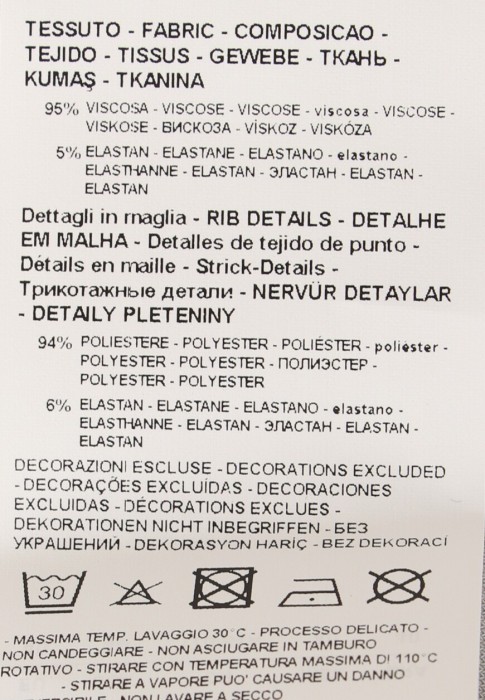 TESSUTO - FABRIC - COMPOSICAO -
TEJIDO - TISSUS - GEWEBE - ТКАНЬ -
KUMAŞ - TKANINA
95% VISCOSA - VISCOSE - VISCOSE - viscosa - VISCOSE -
VISKOSE - ВИСКОЗА - VİSKOZ - VISKÓZA
5% ELASTAN - ELASTANE - ELASTANO - elastano -
ELASTHANNE - ELASTAN - ЭЛАСТАН - ELASTAN -
ELASTAN
Dettagli in maglia - RIB DETAILS - DETALHE
EM MALHA - Detalles de tejido de punto -
Détails en maille - Strick-Details -
Трикотажные детали - NERVÜR DETAYLAR
- DETAILY PLETENINY
94% POLIESTERE - POLYESTER - POLIÉSTER - poliéster -
POLYESTER - POLYESTER - ПОЛИЭСТЕР -
POLYESTER - POLYESTER
6% ELASTAN - ELASTANE - ELASTANO - elastano -
ELASTHANNE - ELASTAN - ЭЛАСТАН - ELASTAN -
ELASTAN
DECORAZIONI ESCLUSE - DECORATIONS EXCLUDED
- DECORAÇÕES EXCLUÍDAS - DECORACIONES
EXCLUIDAS - DÉCORATIONS EXCLUES -
DEKORATIONEN NICHT INBEGRIFFEN - БЕЗ
УКРАШЕНИЙ - DEKORASYON HARİÇ - BEZ DEKORACÍ
30
- MASSIMA TEMP. LAVAGGIO 30°C - PROCESSO DELICATO -
NON CANDEGGIARE - NON ASCIUGARE IN TAMBURO
ROTATIVO - STIRARE CON TEMPERATURA MASSIMA DI 110°C
- STIRARE A VAPORE PUO' CAUSARE UN DANNO
NON LAVARE A SECCO